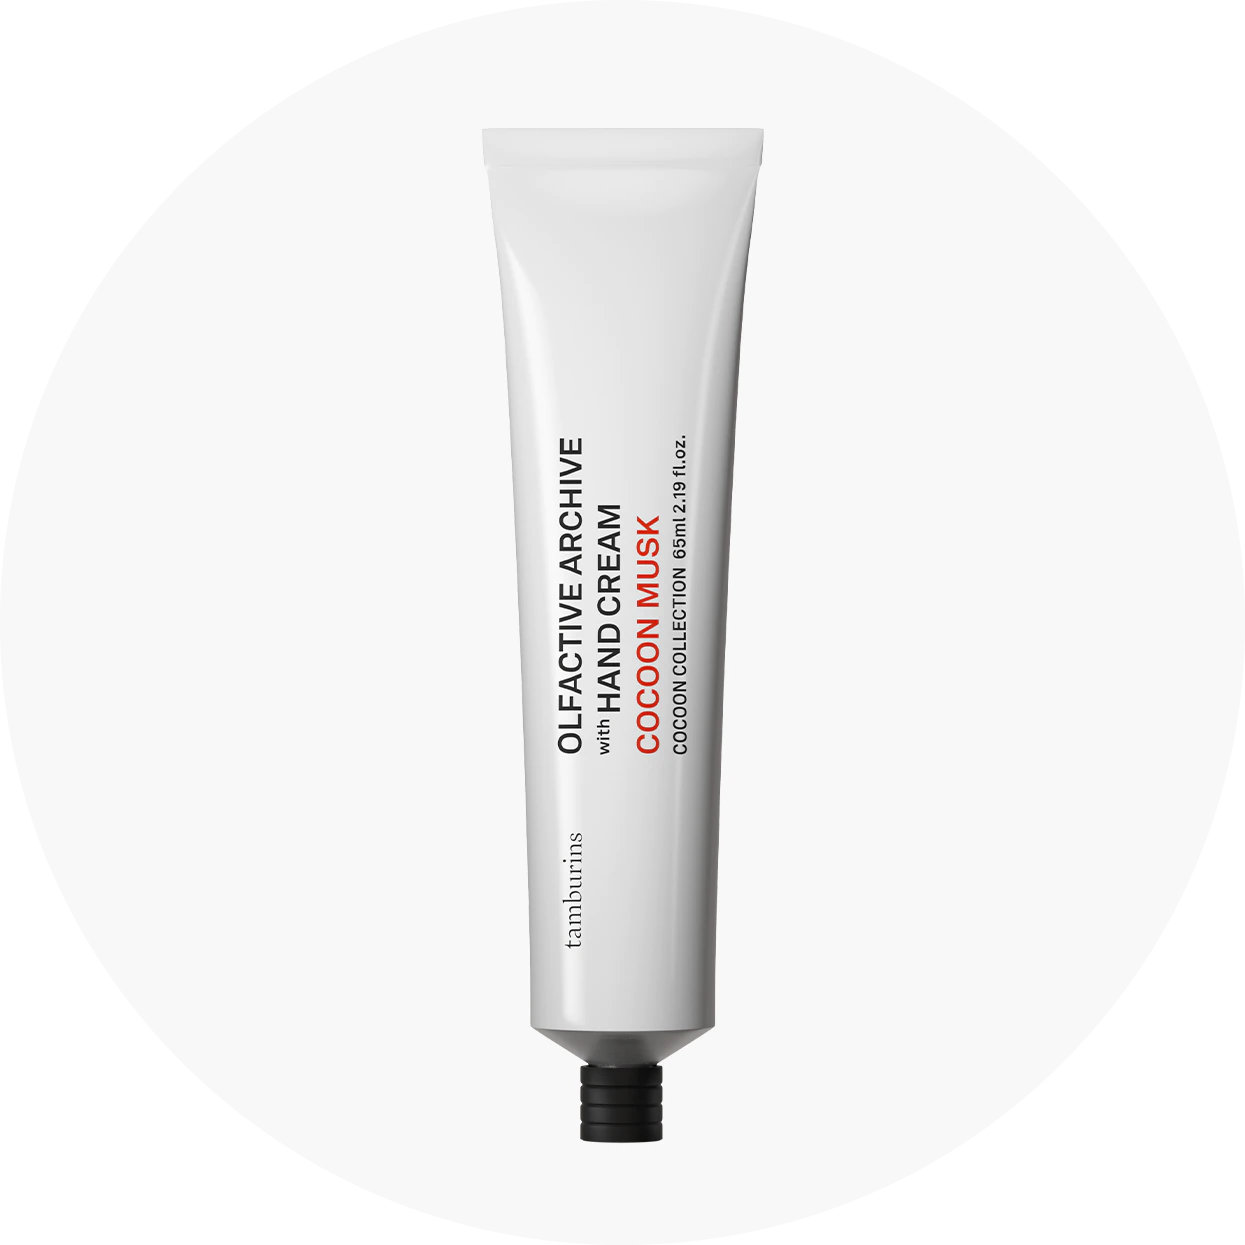 OLFACTIVE ARCHIVE
with HAND CREAM
COCOON MUSK
COCOON COLLECTION 65ml 2.19 fl.oz.
tamburins